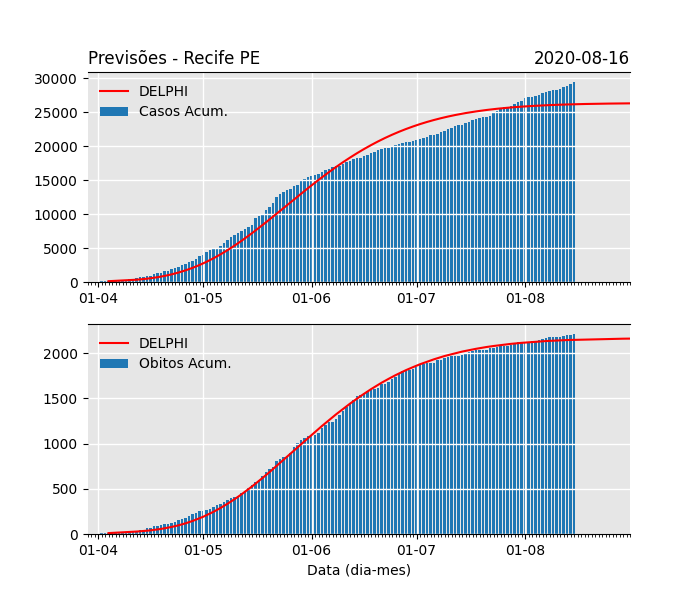 Previsões - Recife PE 2020-08-16
DELPHI
Casos Acum.
30000
25000
20000
15000
10000
5000
0
01-04 01-05 01-06 01-07 01-08
DELPHI
Obitos Acum.
2000
1500
1000
500
0
01-04 01-05 01-06 01-07 01-08
Data (dia-mes)